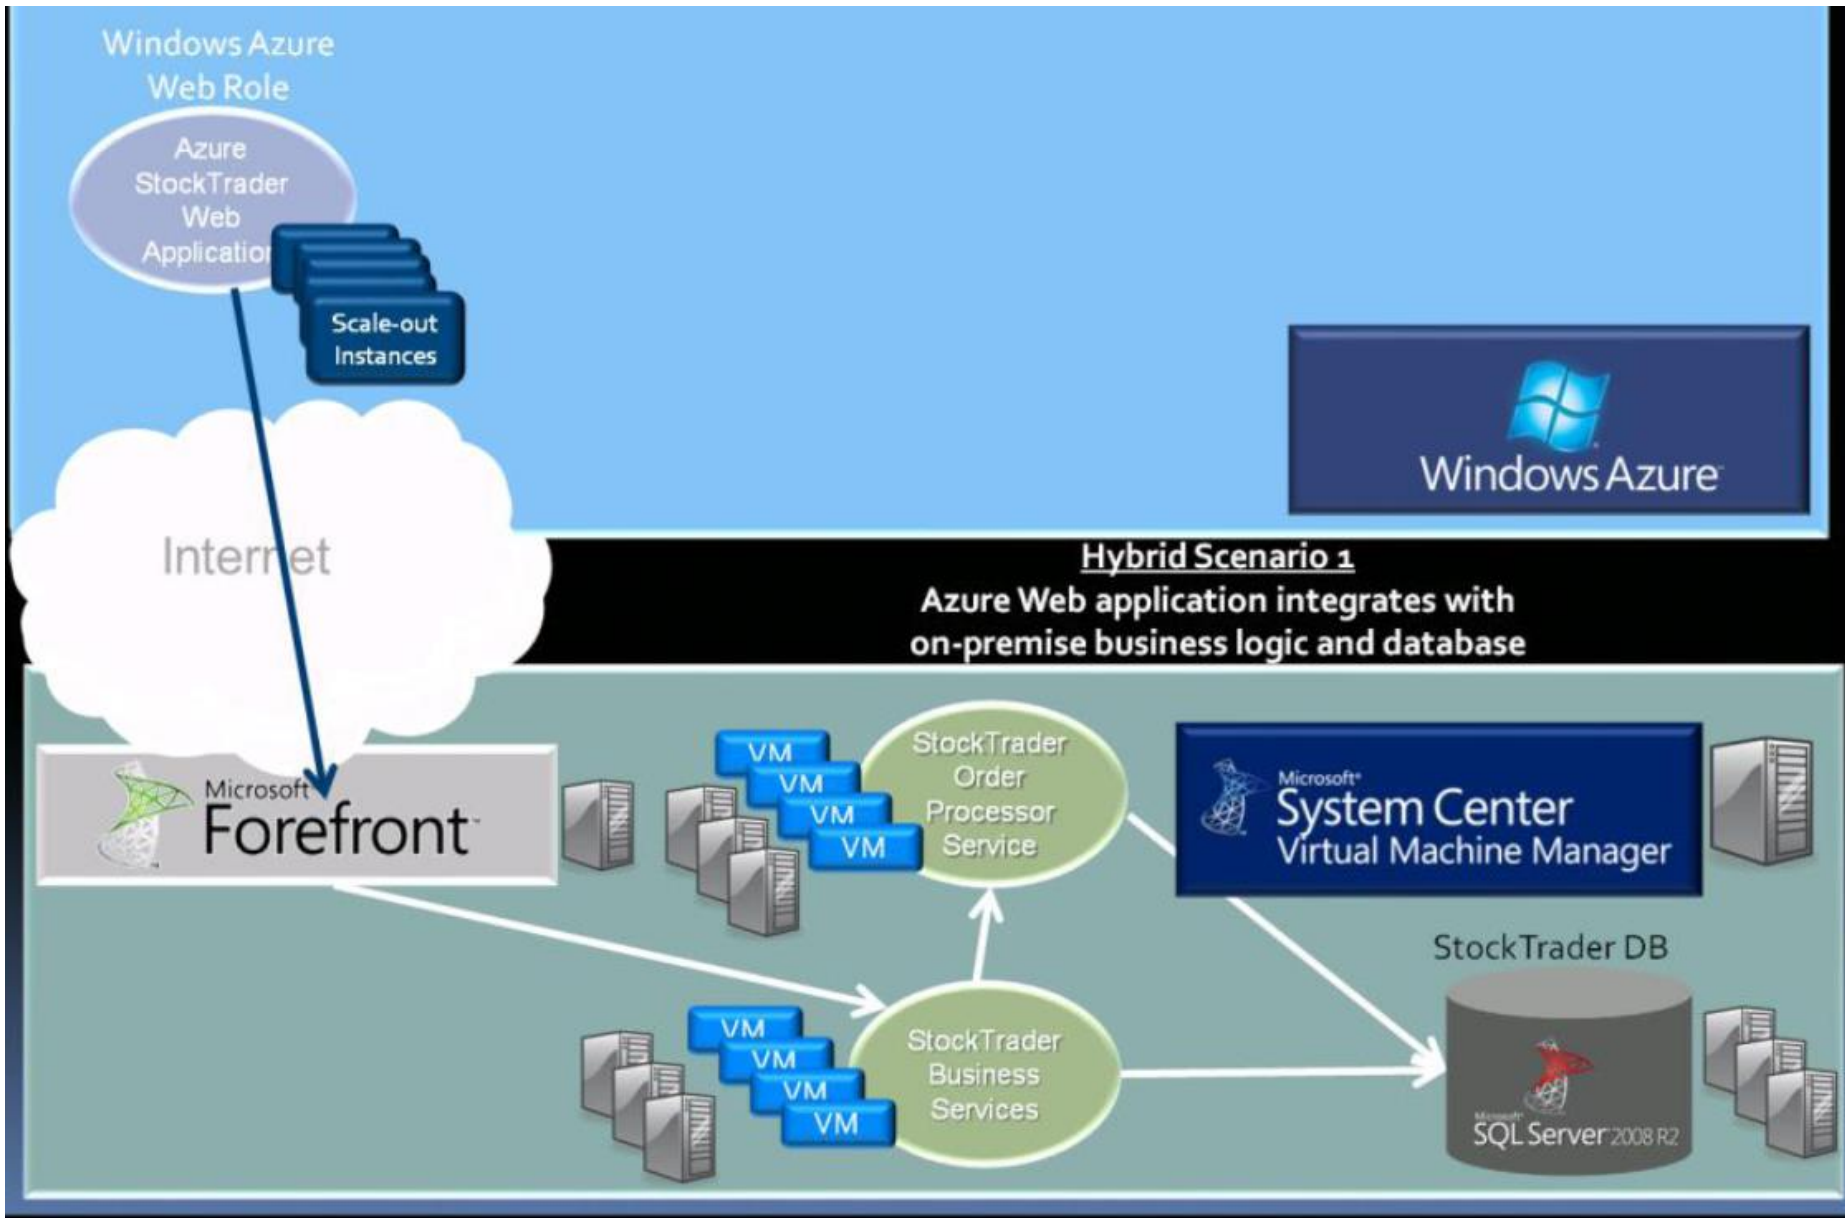 Windows Azure
Web Role
Azure
StockTrader
Web
Application
Scale-out
Instances
Windows Azure
Internet
Hybrid Scenario 1
Azure Web application integrates with
on-premise business logic and database
Microsoft
Forefront
VM
VM
VM
VM
StockTrader
Order
Processor
Service
Microsoft
System Center
Virtual Machine Manager
StockTrader DB
VM
VM
VM
VM
StockTrader
Business
Services
Microsoft
SQL Server 2008 R2